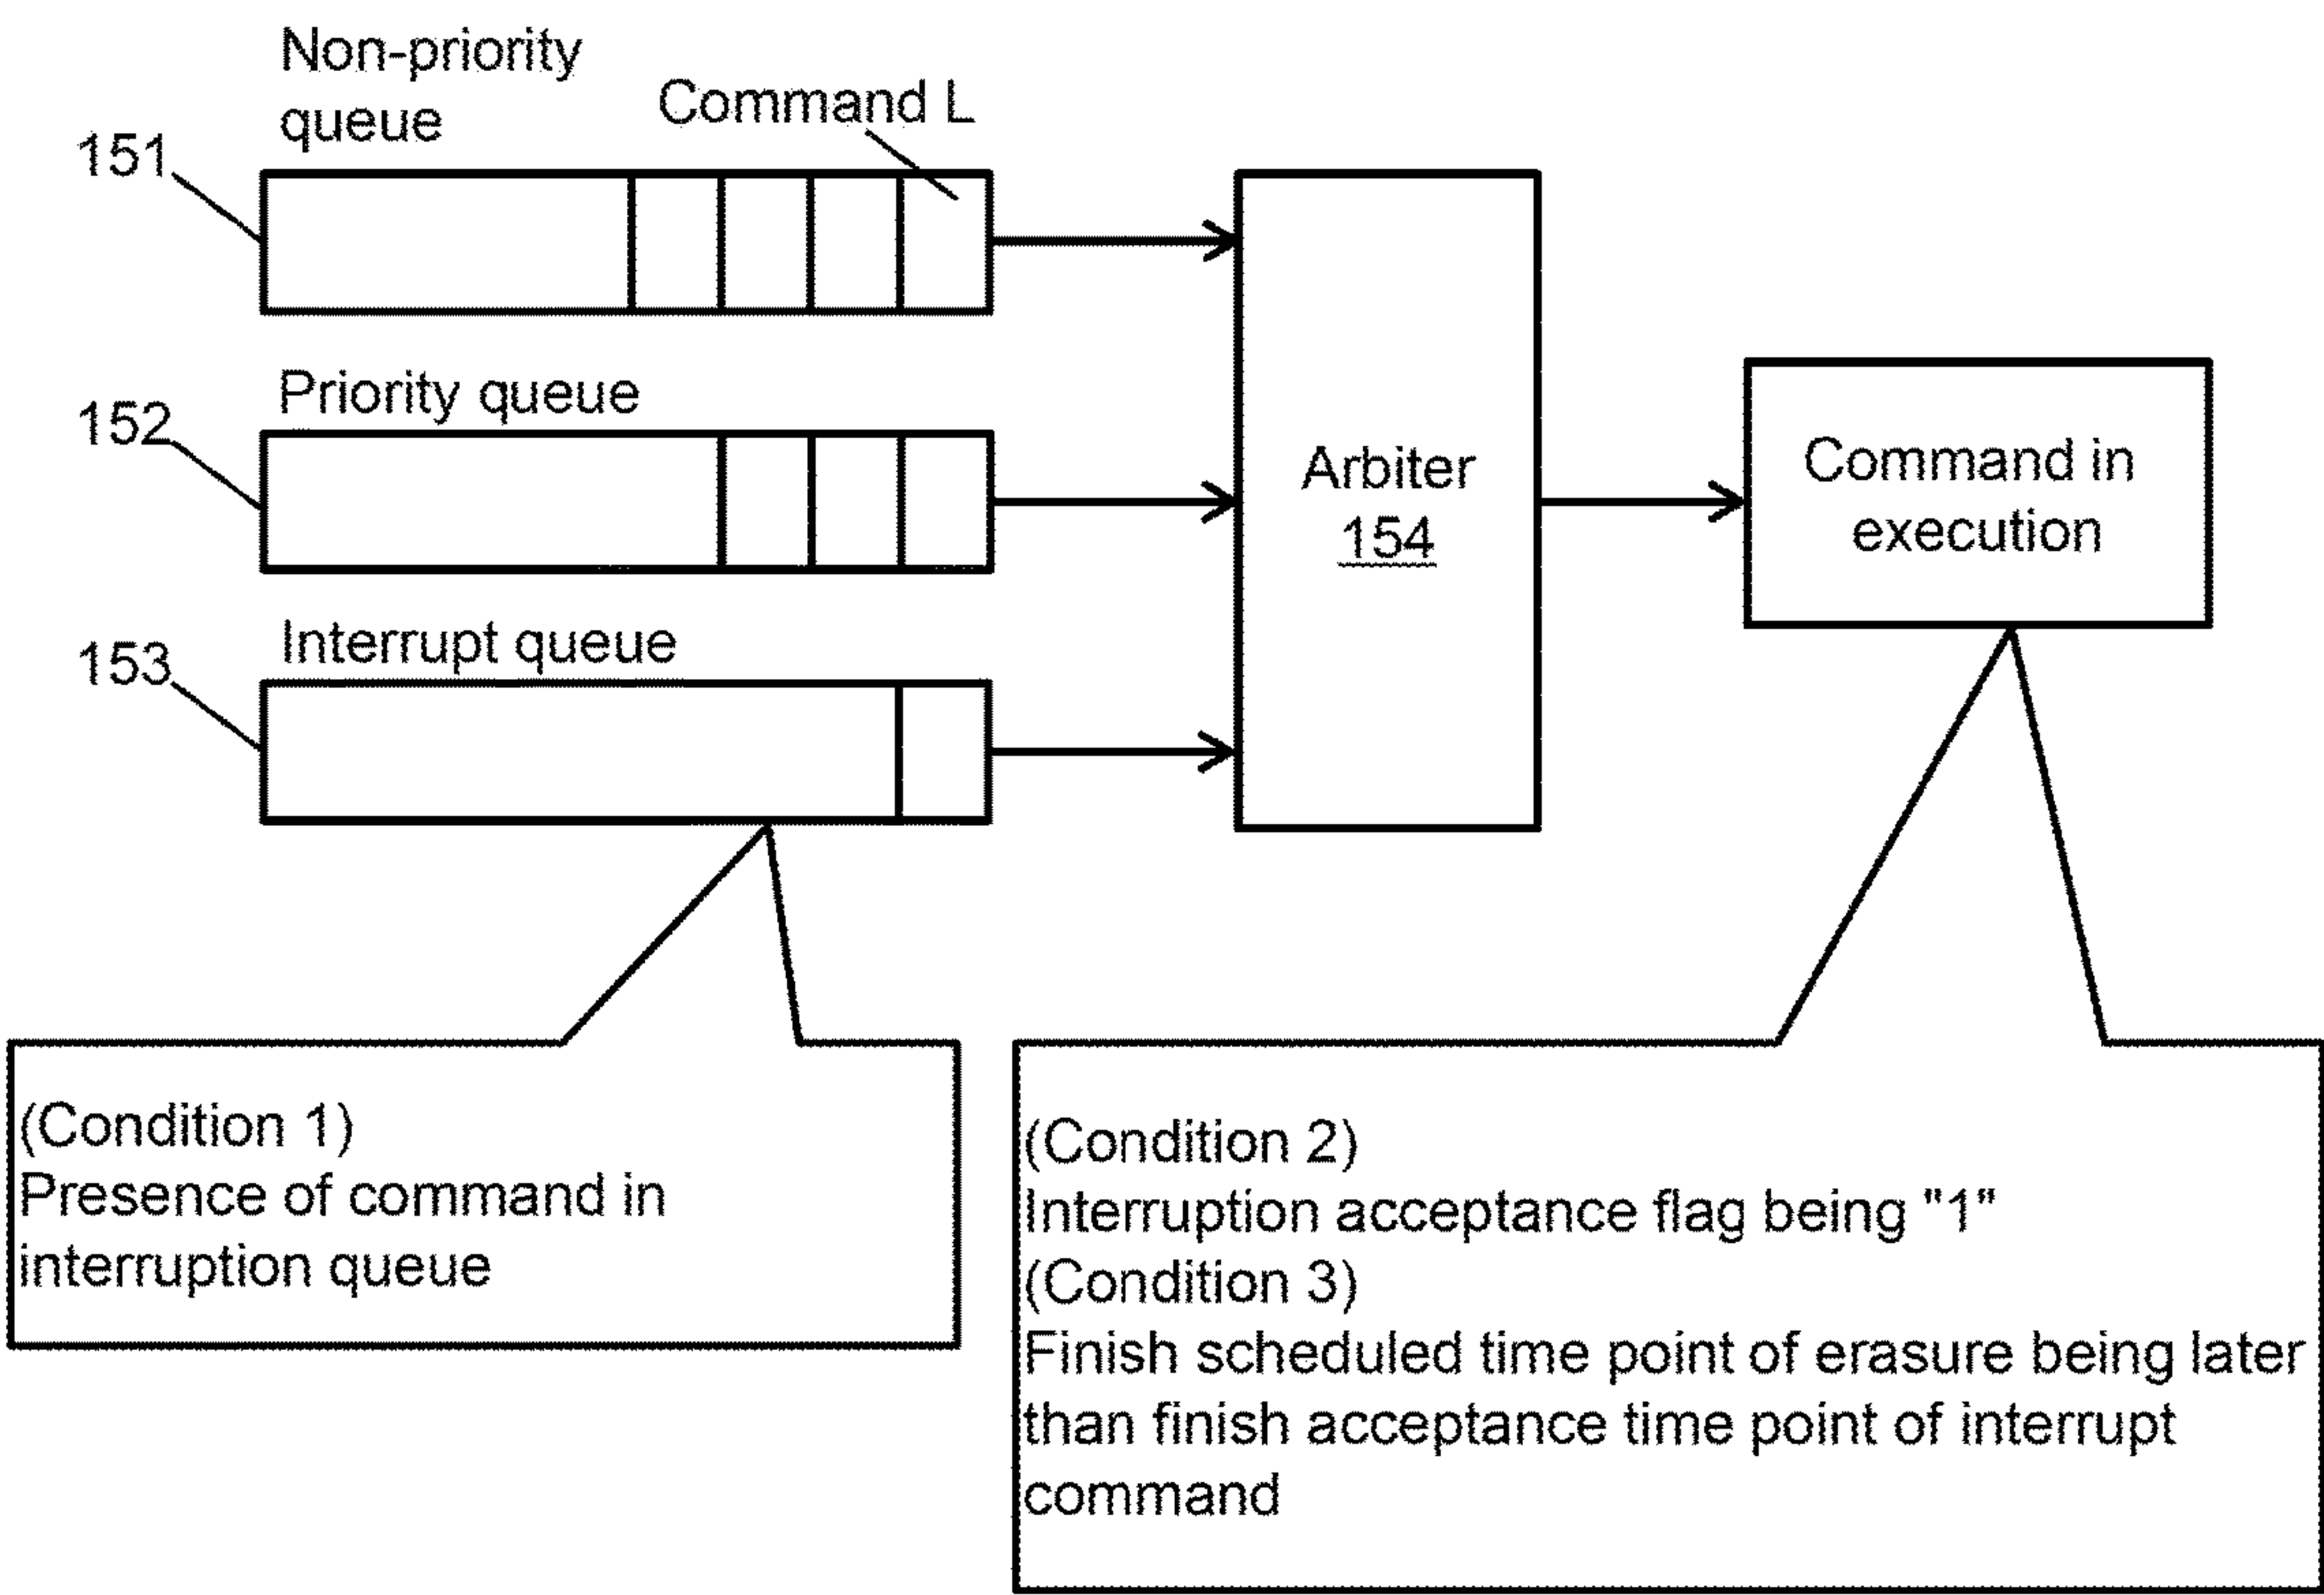 Non-priority
queue
Command L
151
Priority queue
152
Interrupt queue
153
Arbiter
154
Command in
execution
(Condition 1)
Presence of command in
interruption queue
(Condition 2)
Interruption acceptance flag being "1"
(Condition 3)
Finish scheduled time point of erasure being later
than finish acceptance time point of interrupt
command